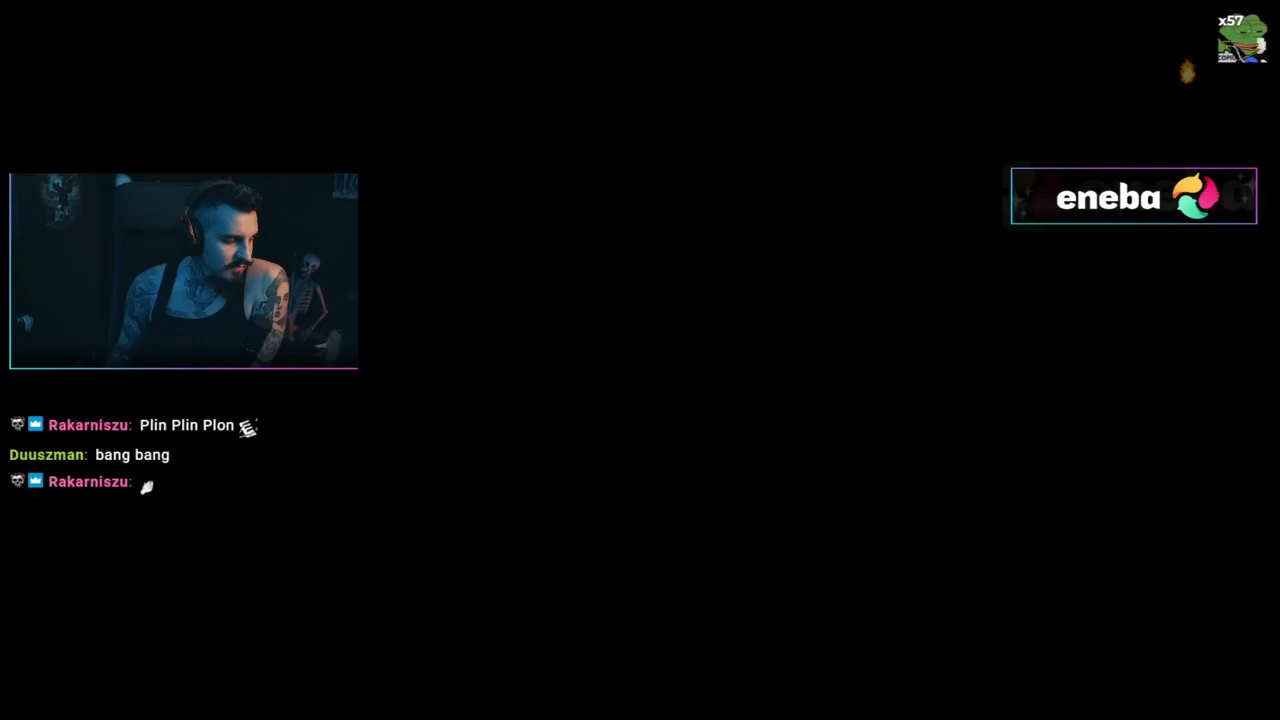 x57
eneba
Rakarniszu: Plin Plin Plon
Duuszman: bang bang
Rakarniszu: